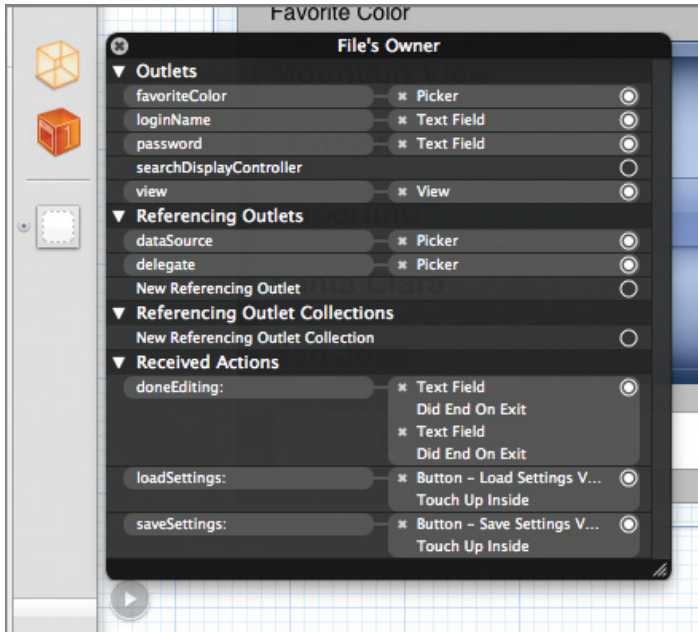 Favorite Color
File's Owner
Mountain View
Outlets
favoriteColor Picker
loginName Text Field
password Text Field
searchDisplayController
view View
Referencing Outlets
dataSource Picker
delegate Picker
New Referencing Outlet
Referencing Outlet Collections
New Referencing Outlet Collection
Received Actions
doneEditing: Text Field
Did End On Exit
Text Field
Did End On Exit
loadSettings: Button – Load Settings V...
Touch Up Inside
saveSettings: Button – Save Settings V...
Touch Up Inside